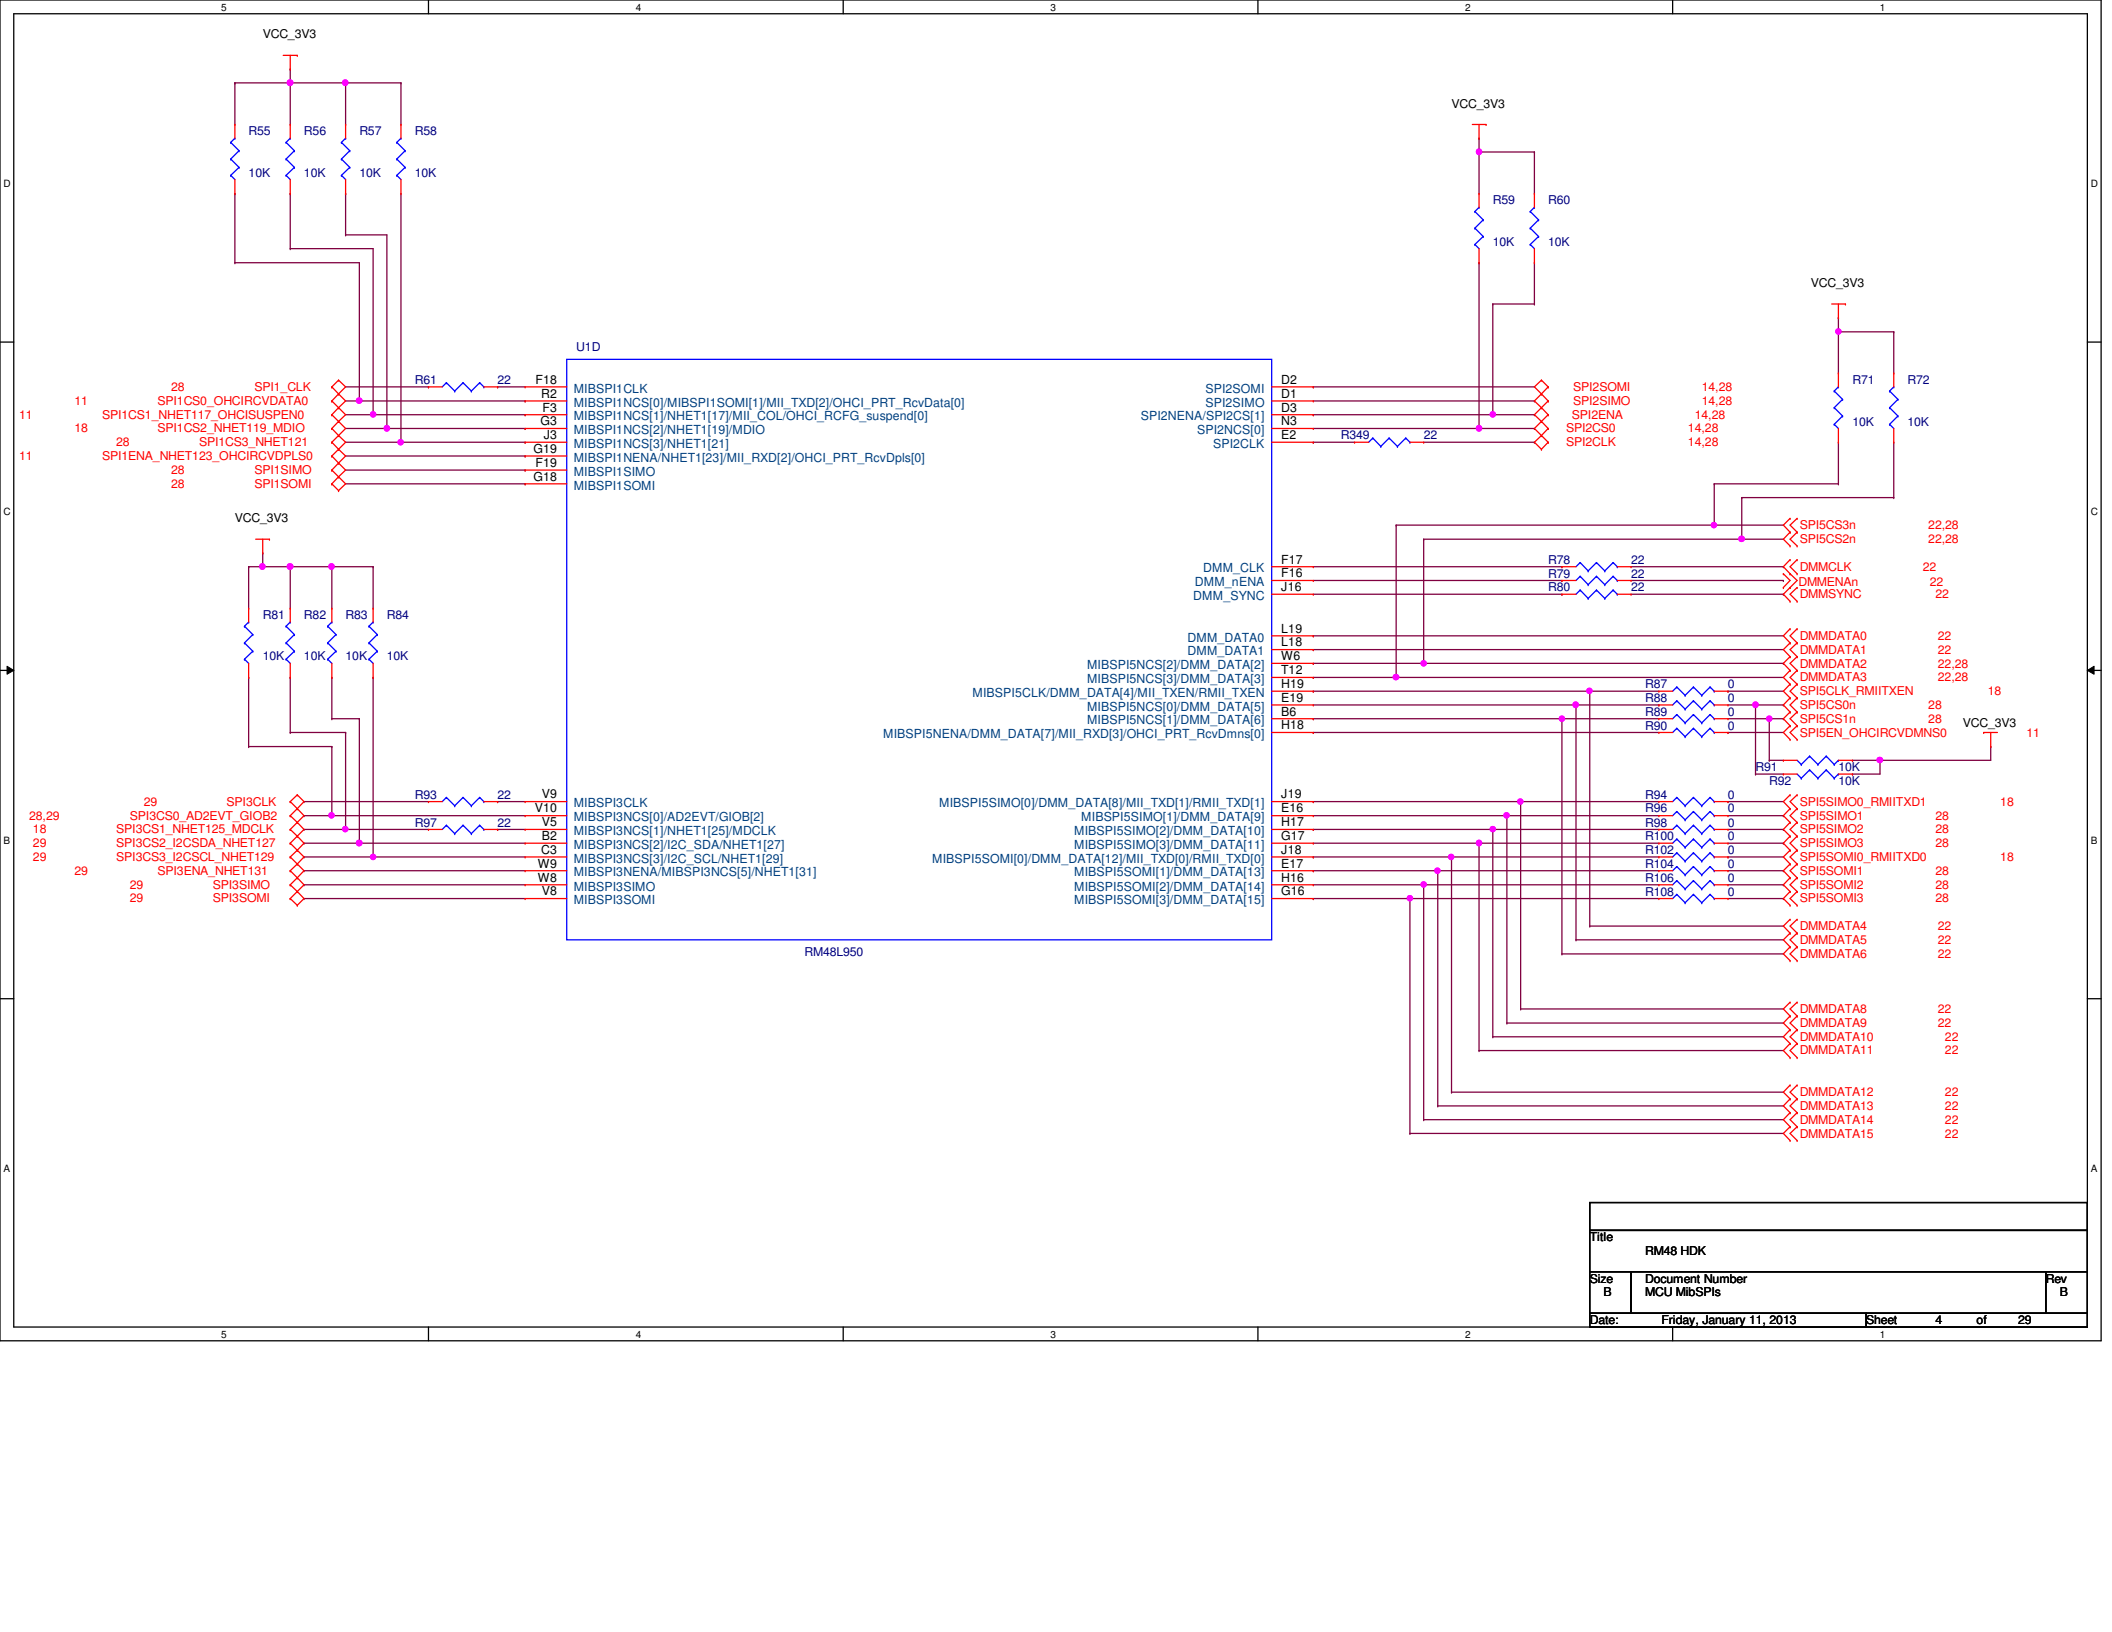 5 4 3 2 1
VCC_3V3
R55 R56 R57 R58
10K 10K 10K 10K
VCC_3V3
R59 R60
10K 10K
VCC_3V3
R71 R72
10K 10K
D D
C C
B B
A A
U1D
28 SPI1_CLK R61 22 F18 MIBSPI1CLK
11 SPI1CS0_OHCIRCVDATA0 R2 MIBSPI1NCS[0]/MIBSPI1SOMI[1]/MII_TXD[2]/OHCI_PRT_RcvData[0]
11 SPI1CS1_NHET117_OHCISUSPEN0 F3 MIBSPI1NCS[1]/NHET1[17]/MII_COL/OHCI_RCFG_suspend[0]
18 SPI1CS2_NHET119_MDIO G3 MIBSPI1NCS[2]/NHET1[19]/MDIO
28 SPI1CS3_NHET121 J3 MIBSPI1NCS[3]/NHET1[21]
11 SPI1ENA_NHET123_OHCIRCVDPLS0 G19 MIBSPI1NENA/NHET1[23]/MII_RXD[2]/OHCI_PRT_RcvDpls[0]
28 SPI1SIMO F19 MIBSPI1SIMO
28 SPI1SOMI G18 MIBSPI1SOMI
SPI2SOMI D2 SPI2SOMI 14,28
SPI2SIMO D1 SPI2SIMO 14,28
SPI2NENA/SPI2CS[1] D3 SPI2ENA 14,28
SPI2NCS[0] N3 SPI2CS0 14,28
SPI2CLK E2 R349 22 SPI2CLK 14,28
VCC_3V3
R81 R82 R83 R84
10K 10K 10K 10K
SPI5CS3n 22,28
SPI5CS2n 22,28
DMM_CLK F17 R78 22 DMMCLK 22
DMM_nENA F16 R79 22 DMMENAn 22
DMM_SYNC J16 R80 22 DMMSYNC 22
DMM_DATA0 L19 DMMDATA0 22
DMM_DATA1 L18 DMMDATA1 22
MIBSPI5NCS[2]/DMM_DATA[2] W6 DMMDATA2 22,28
MIBSPI5NCS[3]/DMM_DATA[3] T12 DMMDATA3 22,28
MIBSPI5CLK/DMM_DATA[4]/MII_TXEN/RMII_TXEN H19 R87 0 SPI5CLK_RMIITXEN 18
MIBSPI5NCS[0]/DMM_DATA[5] E19 R88 0 SPI5CS0n 28
MIBSPI5NCS[1]/DMM_DATA[6] B6 R89 0 SPI5CS1n 28
MIBSPI5NENA/DMM_DATA[7]/MII_RXD[3]/OHCI_PRT_RcvDmns[0] H18 R90 0 SPI5EN_OHCIRCVDMNS0 11
VCC_3V3
R91 10K
R92 10K
29 SPI3CLK R93 22 V9 MIBSPI3CLK
28,29 SPI3CS0_AD2EVT_GIOB2 V10 MIBSPI3NCS[0]/AD2EVT/GIOB[2]
18 SPI3CS1_NHET125_MDCLK R97 22 V5 MIBSPI3NCS[1]/NHET1[25]/MDCLK
29 SPI3CS2_I2CSDA_NHET127 B2 MIBSPI3NCS[2]/I2C_SDA/NHET1[27]
29 SPI3CS3_I2CSCL_NHET129 C3 MIBSPI3NCS[3]/I2C_SCL/NHET1[29]
29 SPI3ENA_NHET131 W9 MIBSPI3NENA/MIBSPI3NCS[5]/NHET1[31]
29 SPI3SIMO W8 MIBSPI3SIMO
29 SPI3SOMI V8 MIBSPI3SOMI
MIBSPI5SIMO[0]/DMM_DATA[8]/MII_TXD[1]/RMII_TXD[1] J19 R94 0 SPI5SIMO0_RMIITXD1 18
MIBSPI5SIMO[1]/DMM_DATA[9] E16 R96 0 SPI5SIMO1 28
MIBSPI5SIMO[2]/DMM_DATA[10] H17 R98 0 SPI5SIMO2 28
MIBSPI5SIMO[3]/DMM_DATA[11] G17 R100 0 SPI5SIMO3 28
MIBSPI5SOMI[0]/DMM_DATA[12]/MII_TXD[0]/RMII_TXD[0] J18 R102 0 SPI5SOMI0_RMIITXD0 18
MIBSPI5SOMI[1]/DMM_DATA[13] E17 R104 0 SPI5SOMI1 28
MIBSPI5SOMI[2]/DMM_DATA[14] H16 R106 0 SPI5SOMI2 28
MIBSPI5SOMI[3]/DMM_DATA[15] G16 R108 0 SPI5SOMI3 28
RM48L950
DMMDATA4 22
DMMDATA5 22
DMMDATA6 22
DMMDATA8 22
DMMDATA9 22
DMMDATA10 22
DMMDATA11 22
DMMDATA12 22
DMMDATA13 22
DMMDATA14 22
DMMDATA15 22
Title
RM48 HDK
Size Document Number Rev
B MCU MibSPIs B
Date: Friday, January 11, 2013 Sheet 4 of 29
5 4 3 2 1